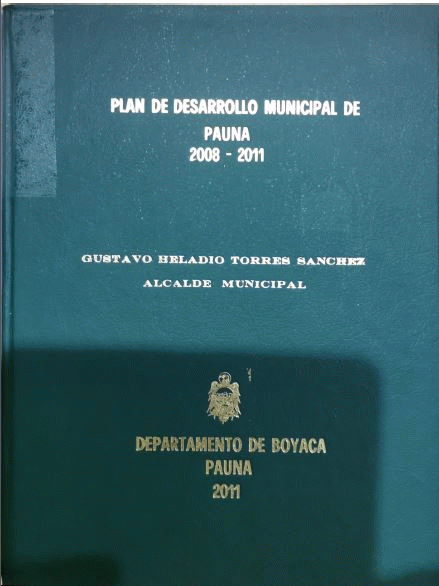 PLAN DE DESARROLLO MUNICIPAL DE
PAUNA
2008 - 2011
GUSTAVO HELADIO TORRES SANCHEZ
ALCALDE MUNICIPAL
DEPARTAMENTO DE BOYACA
PAUNA
2011